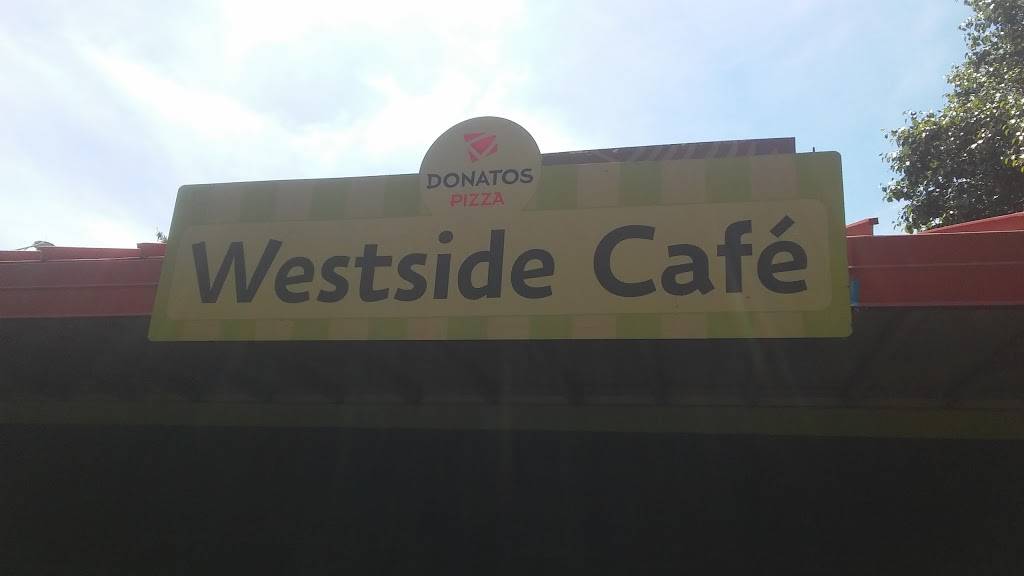 DONATOS
PIZZA
Westside Café